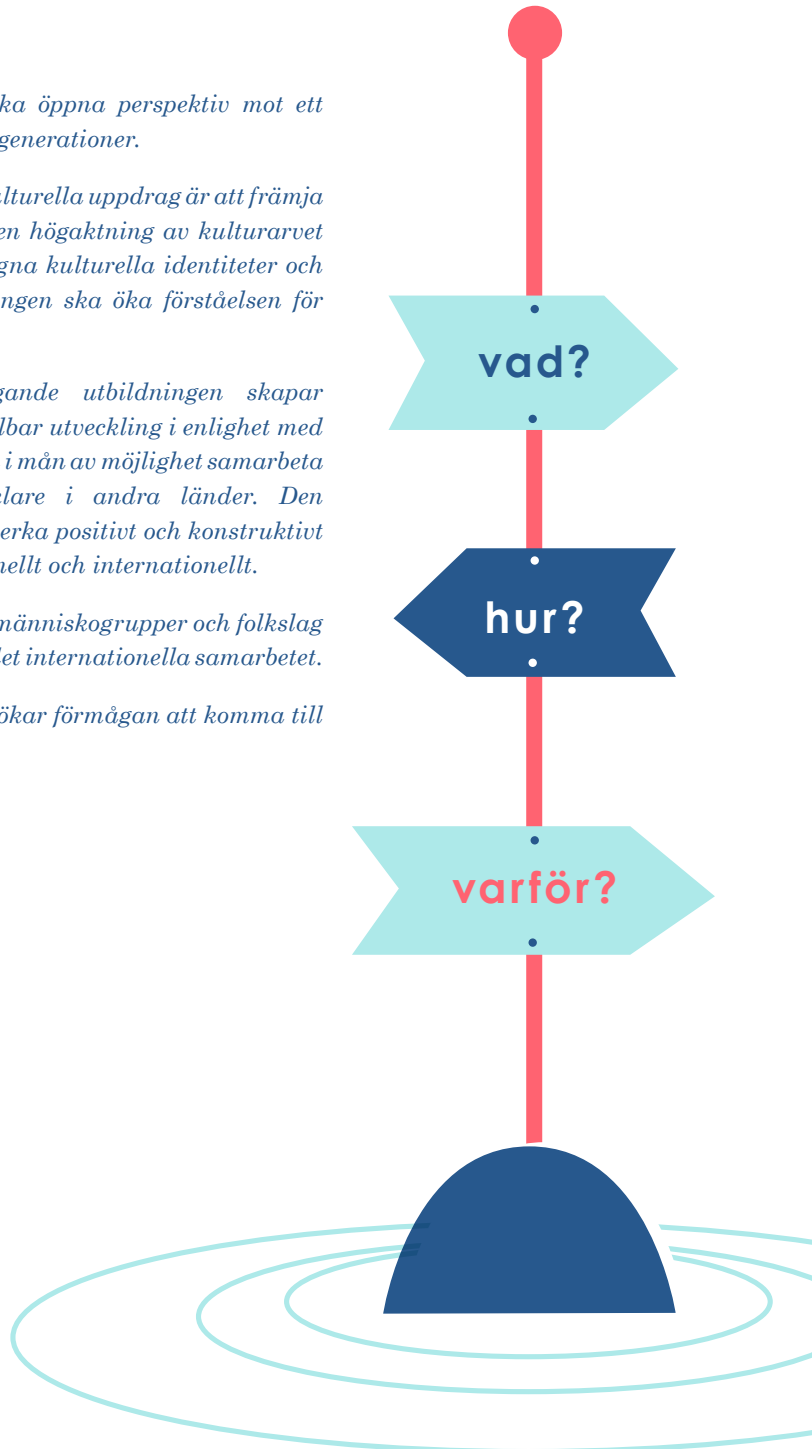 ka öppna perspektiv mot ett
generationer.
lturella uppdrag är att främja
en högaktning av kulturarvet
gna kulturella identiteter och
ngen ska öka förståelsen för
gande utbildningen skapar
lbar utveckling i enlighet med
i mån av möjlighet samarbeta
lare i andra länder. Den
erka positivt och konstruktivt
nellt och internationellt.
människogrupper och folkslag
det internationella samarbetet.
ökar förmågan att komma till
vad?
hur?
varför?